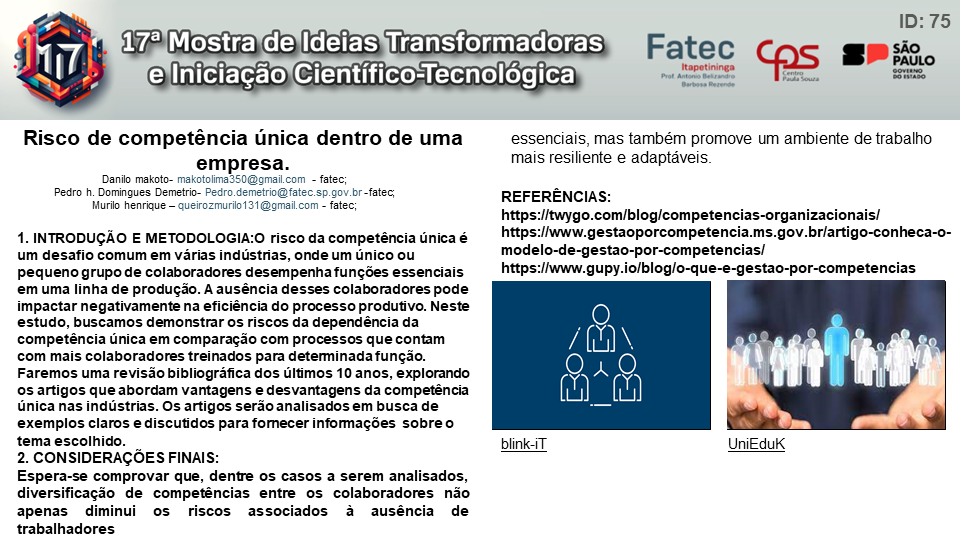 ID: 75
17ª Mostra de Ideias Transformadoras
e Iniciação Científico-Tecnológica
M17
Fatec
Itapetininga
Prof. Antonio Belizandro
Barbosa Rezende
CPS
Centro
Paula Souza
SP
SÃO PAULO
GOVERNO
DO ESTADO
Risco de competência única dentro de uma
empresa.
Danilo makoto- makotolima350@gmail.com - fatec;
Pedro h. Domingues Demetrio- Pedro.demetrio@fatec.sp.gov.br -fatec;
Murilo henrique – queirozmurilo131@gmail.com - fatec;
1. INTRODUÇÃO E METODOLOGIA:O risco da competência única é
um desafio comum em várias indústrias, onde um único ou
pequeno grupo de colaboradores desempenha funções essenciais
em uma linha de produção. A ausência desses colaboradores pode
impactar negativamente na eficiência do processo produtivo. Neste
estudo, buscamos demonstrar os riscos da dependência da
competência única em comparação com processos que contam
com mais colaboradores treinados para determinada função.
Faremos uma revisão bibliográfica dos últimos 10 anos, explorando
os artigos que abordam vantagens e desvantagens da competência
única nas indústrias. Os artigos serão analisados em busca de
exemplos claros e discutidos para fornecer informações sobre o
tema escolhido.
2. CONSIDERAÇÕES FINAIS:
Espera-se comprovar que, dentre os casos a serem analisados,
diversificação de competências entre os colaboradores não
apenas diminui os riscos associados à ausência de
trabalhadores
essenciais, mas também promove um ambiente de trabalho
mais resiliente e adaptáveis.
REFERÊNCIAS:
https://twygo.com/blog/competencias-organizacionais/
https://www.gestaoporcompetencia.ms.gov.br/artigo-conheca-o-
modelo-de-gestao-por-competencias/
https://www.gupy.io/blog/o-que-e-gestao-por-competencias
blink-iT
UniEduK